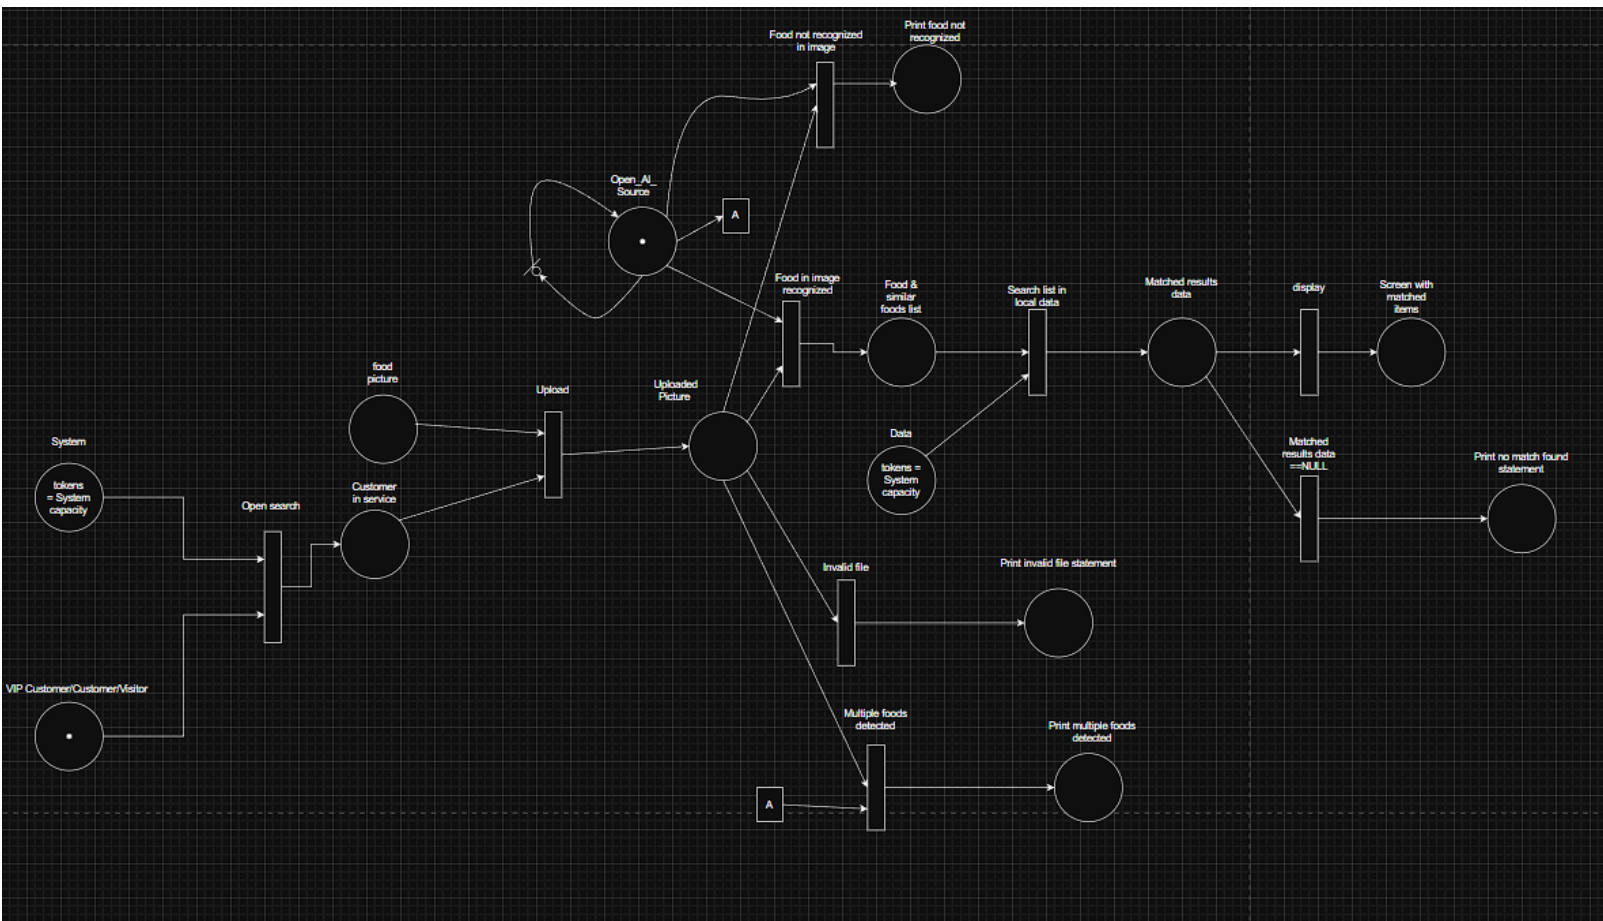 Print food not
recognized
Food not recognized
in image
Open_AI_
Source
A
Food in image
recognized
Food &
similar
foods list
Search list in
local data
Matched results
data
display
Screen with
matched
items
food
picture
Upload
Uploaded
Picture
System
tokens
= System
capacity
Open search
Customer
in service
Data
tokens =
System
capacity
Matched
results data
==NULL
Print no match found
statement
Invalid file
Print invalid file statement
VIP Customer/Customer/Visitor
Multiple foods
detected
Print multiple foods
detected
A